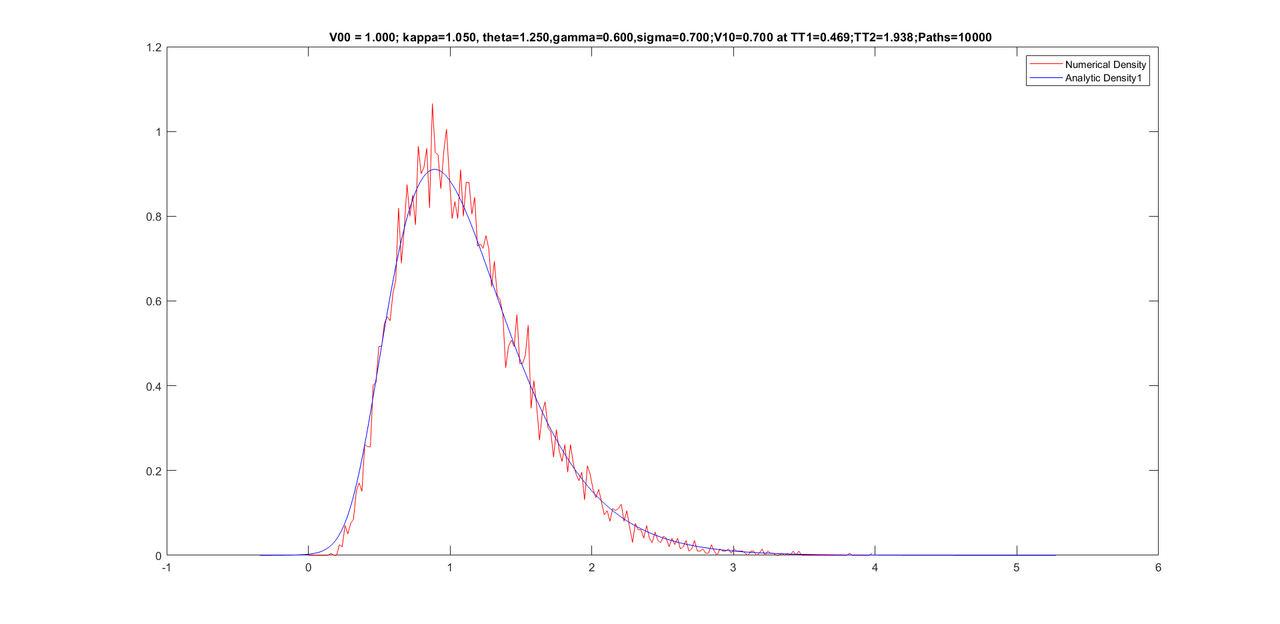 V00 = 1.000; kappa=1.050, theta=1.250,gamma=0.600,sigma=0.700;V10=0.700 at TT1=0.469;TT2=1.938;Paths=10000
Numerical Density
Analytic Density1
1.2
1
0.8
0.6
0.4
0.2
0
-1 0 1 2 3 4 5 6